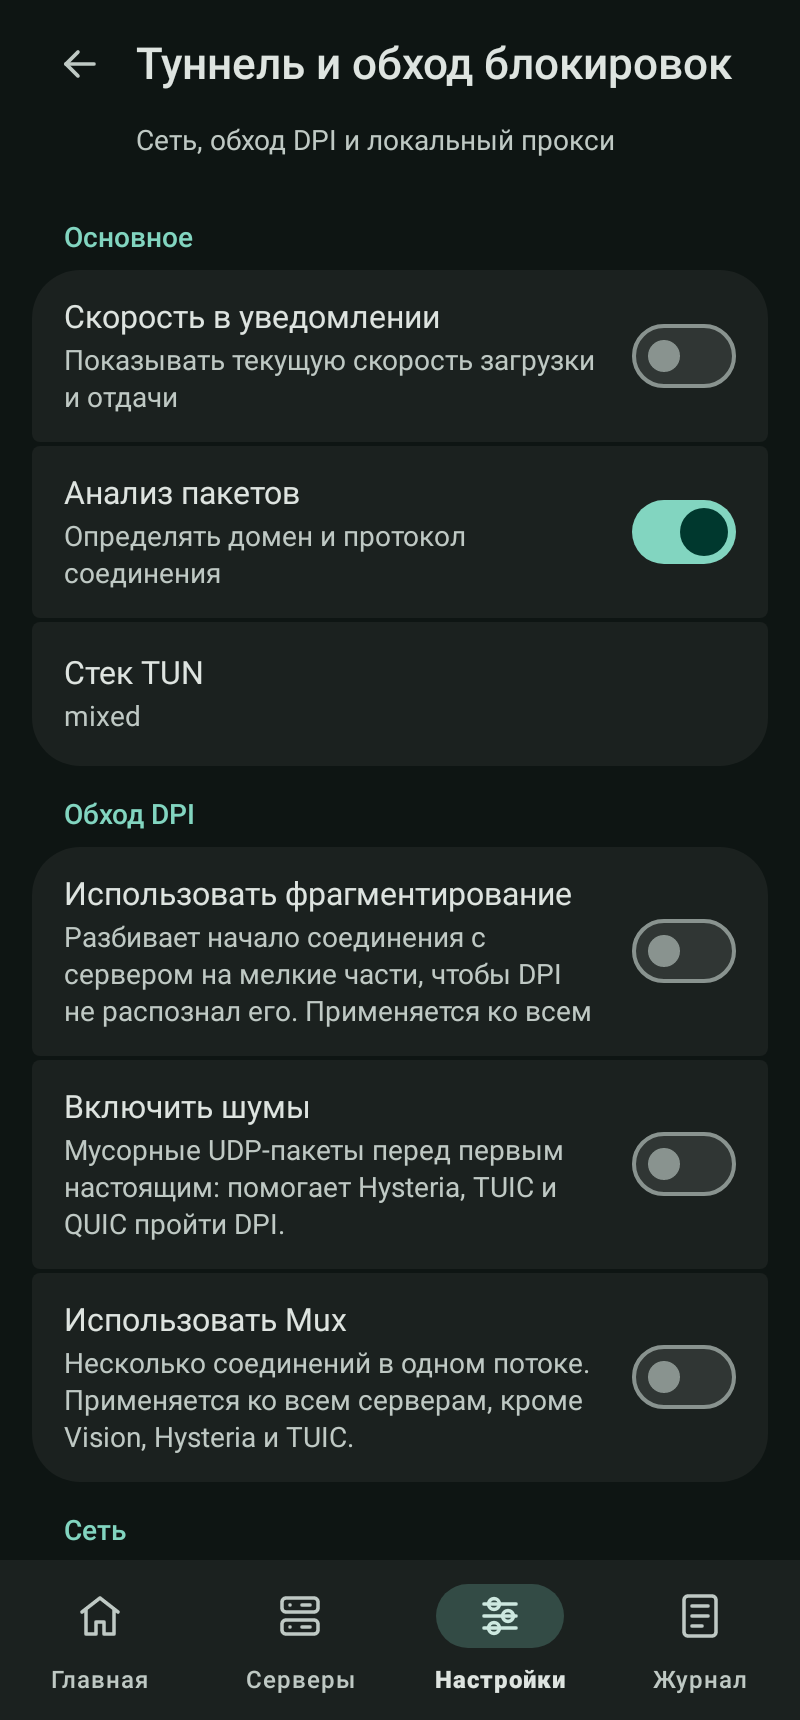 Туннель и обход блокировок
Сеть, обход DPI и локальный прокси
Основное
Скорость в уведомлении
Показывать текущую скорость загрузки
и отдачи
Анализ пакетов
Определять домен и протокол
соединения
Стек TUN
mixed
Обход DPI
Использовать фрагментирование
Разбивает начало соединения с
сервером на мелкие части, чтобы DPI
не распознал его. Применяется ко всем
Включить шумы
Мусорные UDP-пакеты перед первым
настоящим: помогает Hysteria, TUIC и
QUIC пройти DPI.
Использовать Mux
Несколько соединений в одном потоке.
Применяется ко всем серверам, кроме
Vision, Hysteria и TUIC.
Сеть
Главная
Серверы
Настройки
Журнал